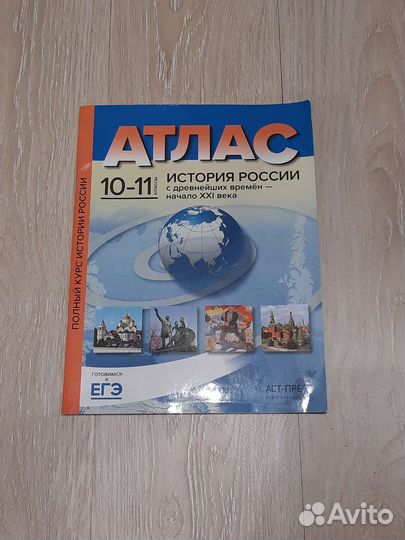 ПОЛНЫЙ КУРС ИСТОРИИ РОССИИ
АТЛАС
10-11
КЛАССЫ
ИСТОРИЯ РОССИИ
с древнейших времён —
начало XXI века
ГОТОВИМСЯ
К
ЕГЭ
АСТ-ПРЕ
Avito